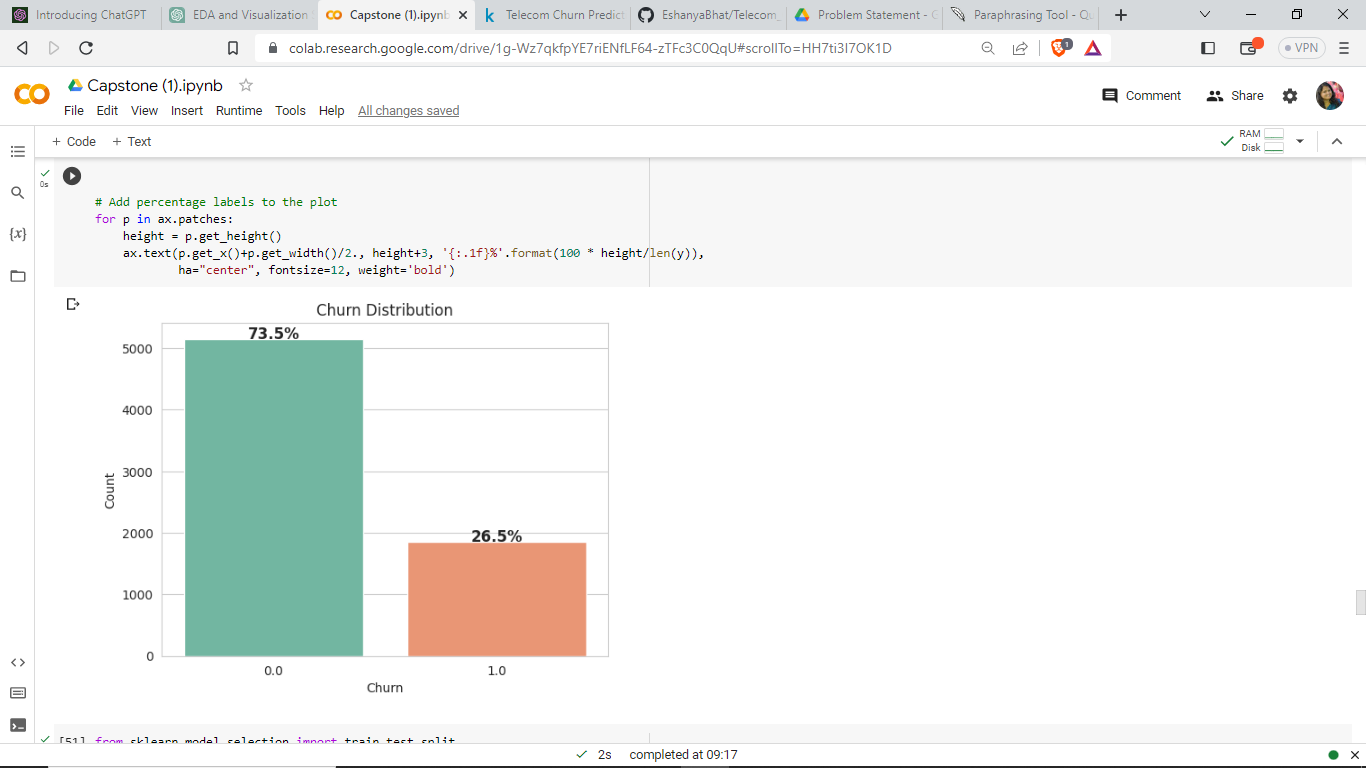 Introducing ChatGPT
EDA and Visualization
Capstone (1).ipynb
Telecom Churn Predict
EshanyaBhat/Telecom_
Problem Statement - G
Paraphrasing Tool - Qu
colab.research.google.com/drive/1g-Wz7qkfpYE7riENfLF64-zTFc3C0QqU#scrollTo=HH7ti3I7OK1D
1
VPN
Capstone (1).ipynb
File Edit View Insert Runtime Tools Help All changes saved
Comment
Share
+ Code + Text
RAM
Disk
0s
# Add percentage labels to the plot
for p in ax.patches:
    height = p.get_height()
    ax.text(p.get_x()+p.get_width()/2., height+3, '{:.1f}%'.format(100 * height/len(y)),
            ha="center", fontsize=12, weight='bold')
Churn Distribution
73.5%
26.5%
5000
4000
3000
2000
1000
0
Count
0.0
1.0
Churn
{x}
[51] from sklearn.model_selection import train_test_split
2s completed at 09:17